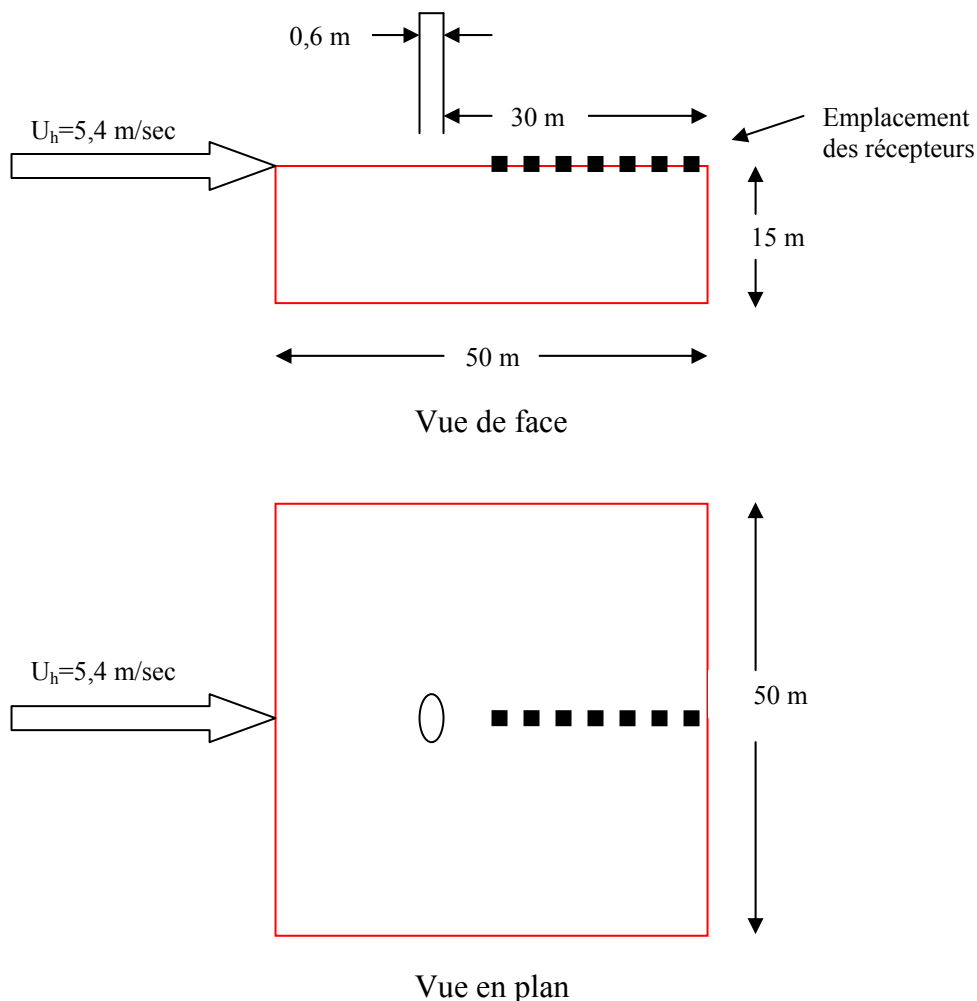 0,6 m
30 m
U_h=5,4 m/sec
Emplacement
des récepteurs
15 m
50 m
Vue de face
U_h=5,4 m/sec
50 m
Vue en plan